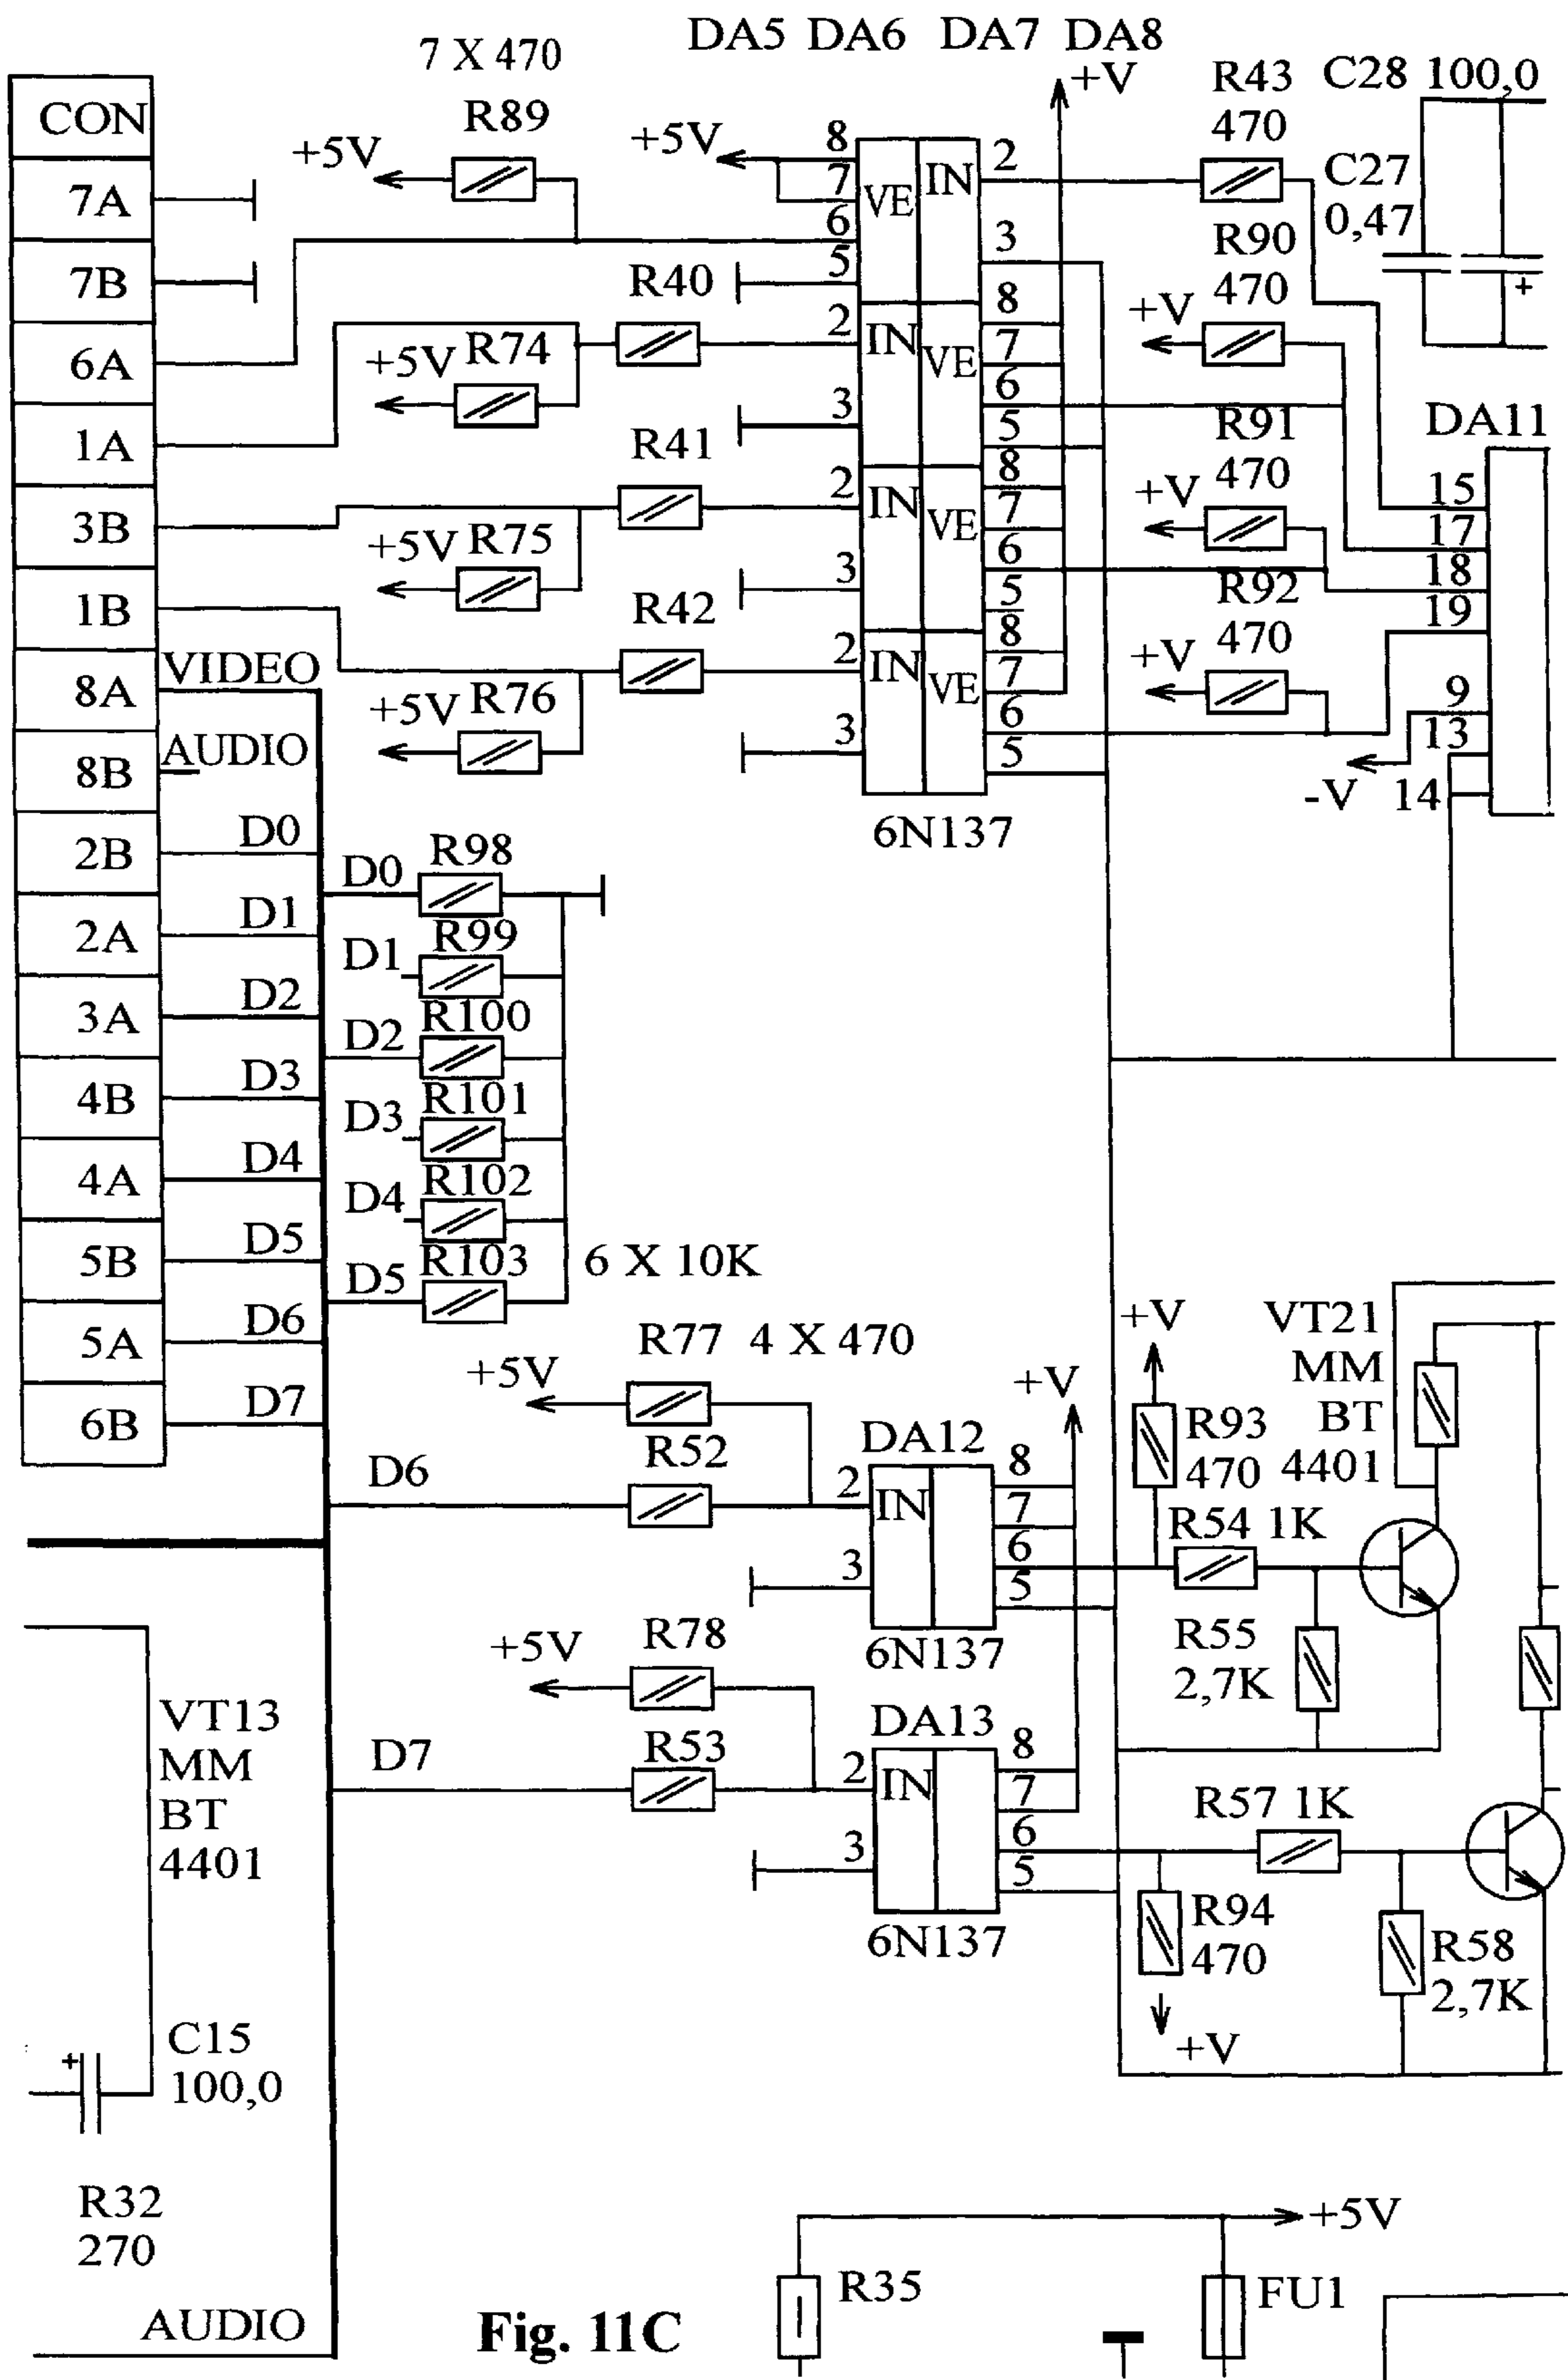 DA5 DA6 DA7 DA8
7 X 470
+V
R43
470
C28 100,0
CON
R89
+5V
+5V
8
7
6
5
VE
IN
2
3
7A
C27
0,47
7B
R40
R90
470
+V
8
7
6
5
6A
+5V
R74
2
IN
VE
3
1A
R41
R91
470
DA11
+V
8
7
6
5
3B
+5V
R75
2
IN
VE
3
15
17
18
19
1B
R42
R92
470
+V
8
7
6
5
8A
VIDEO
+5V
R76
2
IN
VE
3
9
13
-V
14
8B
AUDIO
6N137
2B
D0
D0
R98
2A
D1
D1
R99
3A
D2
D2
R100
4B
D3
D3
R101
4A
D4
D4
R102
5B
D5
D5
R103
6 X 10K
5A
D6
R77 4 X 470
+5V
+V
+V
VT21
MM
BT
4401
6B
D7
D6
R52
DA12
2
IN
3
8
7
6
5
R93
470
R54 1K
6N137
R55
2,7K
+5V
R78
VT13
MM
BT
4401
D7
R53
DA13
2
IN
3
8
7
6
5
R57 1K
6N137
R94
470
+V
R58
2,7K
+
C15
100,0
R32
270
+5V
R35
FU1
AUDIO
Fig. 11C
+